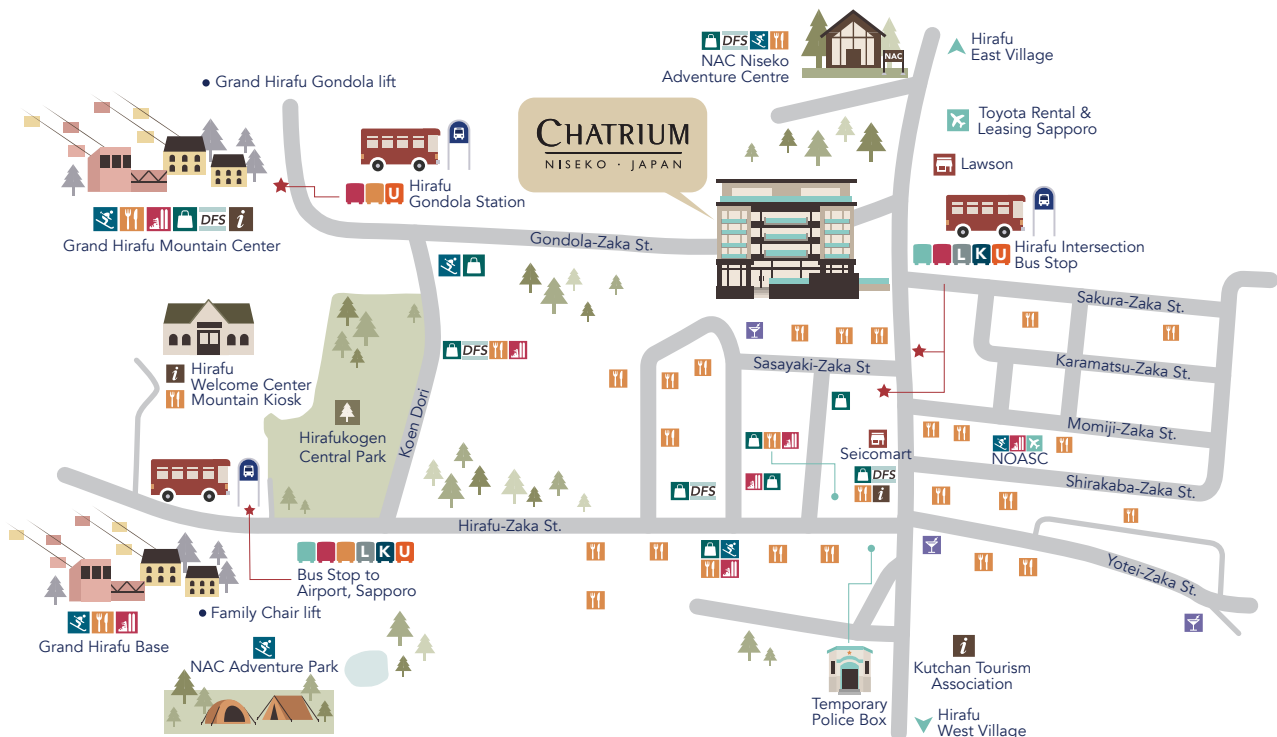 DFS
NAC Niseko
Adventure Centre
NAC
Hirafu
East Village
Grand Hirafu Gondola lift
CHATRIUM
NISEKO · JAPAN
Toyota Rental &
Leasing Sapporo
Lawson
U
Hirafu
Gondola Station
DFS i
Grand Hirafu Mountain Center
Gondola-Zaka St.
L K U
Hirafu Intersection
Bus Stop
Sakura-Zaka St.
i
Hirafu
Welcome Center
Mountain Kiosk
DFS
Sasayaki-Zaka St
Karamatsu-Zaka St.
Hirafukogen
Central Park
Koen Dori
Momiji-Zaka St.
Seicomart
DFS
i
NOASC
DFS
Shirakaba-Zaka St.
Hirafu-Zaka St.
L K U
Bus Stop to
Airport, Sapporo
Yotei-Zaka St.
Family Chair lift
Grand Hirafu Base
NAC Adventure Park
i
Kutchan Tourism
Association
Temporary
Police Box
Hirafu
West Village